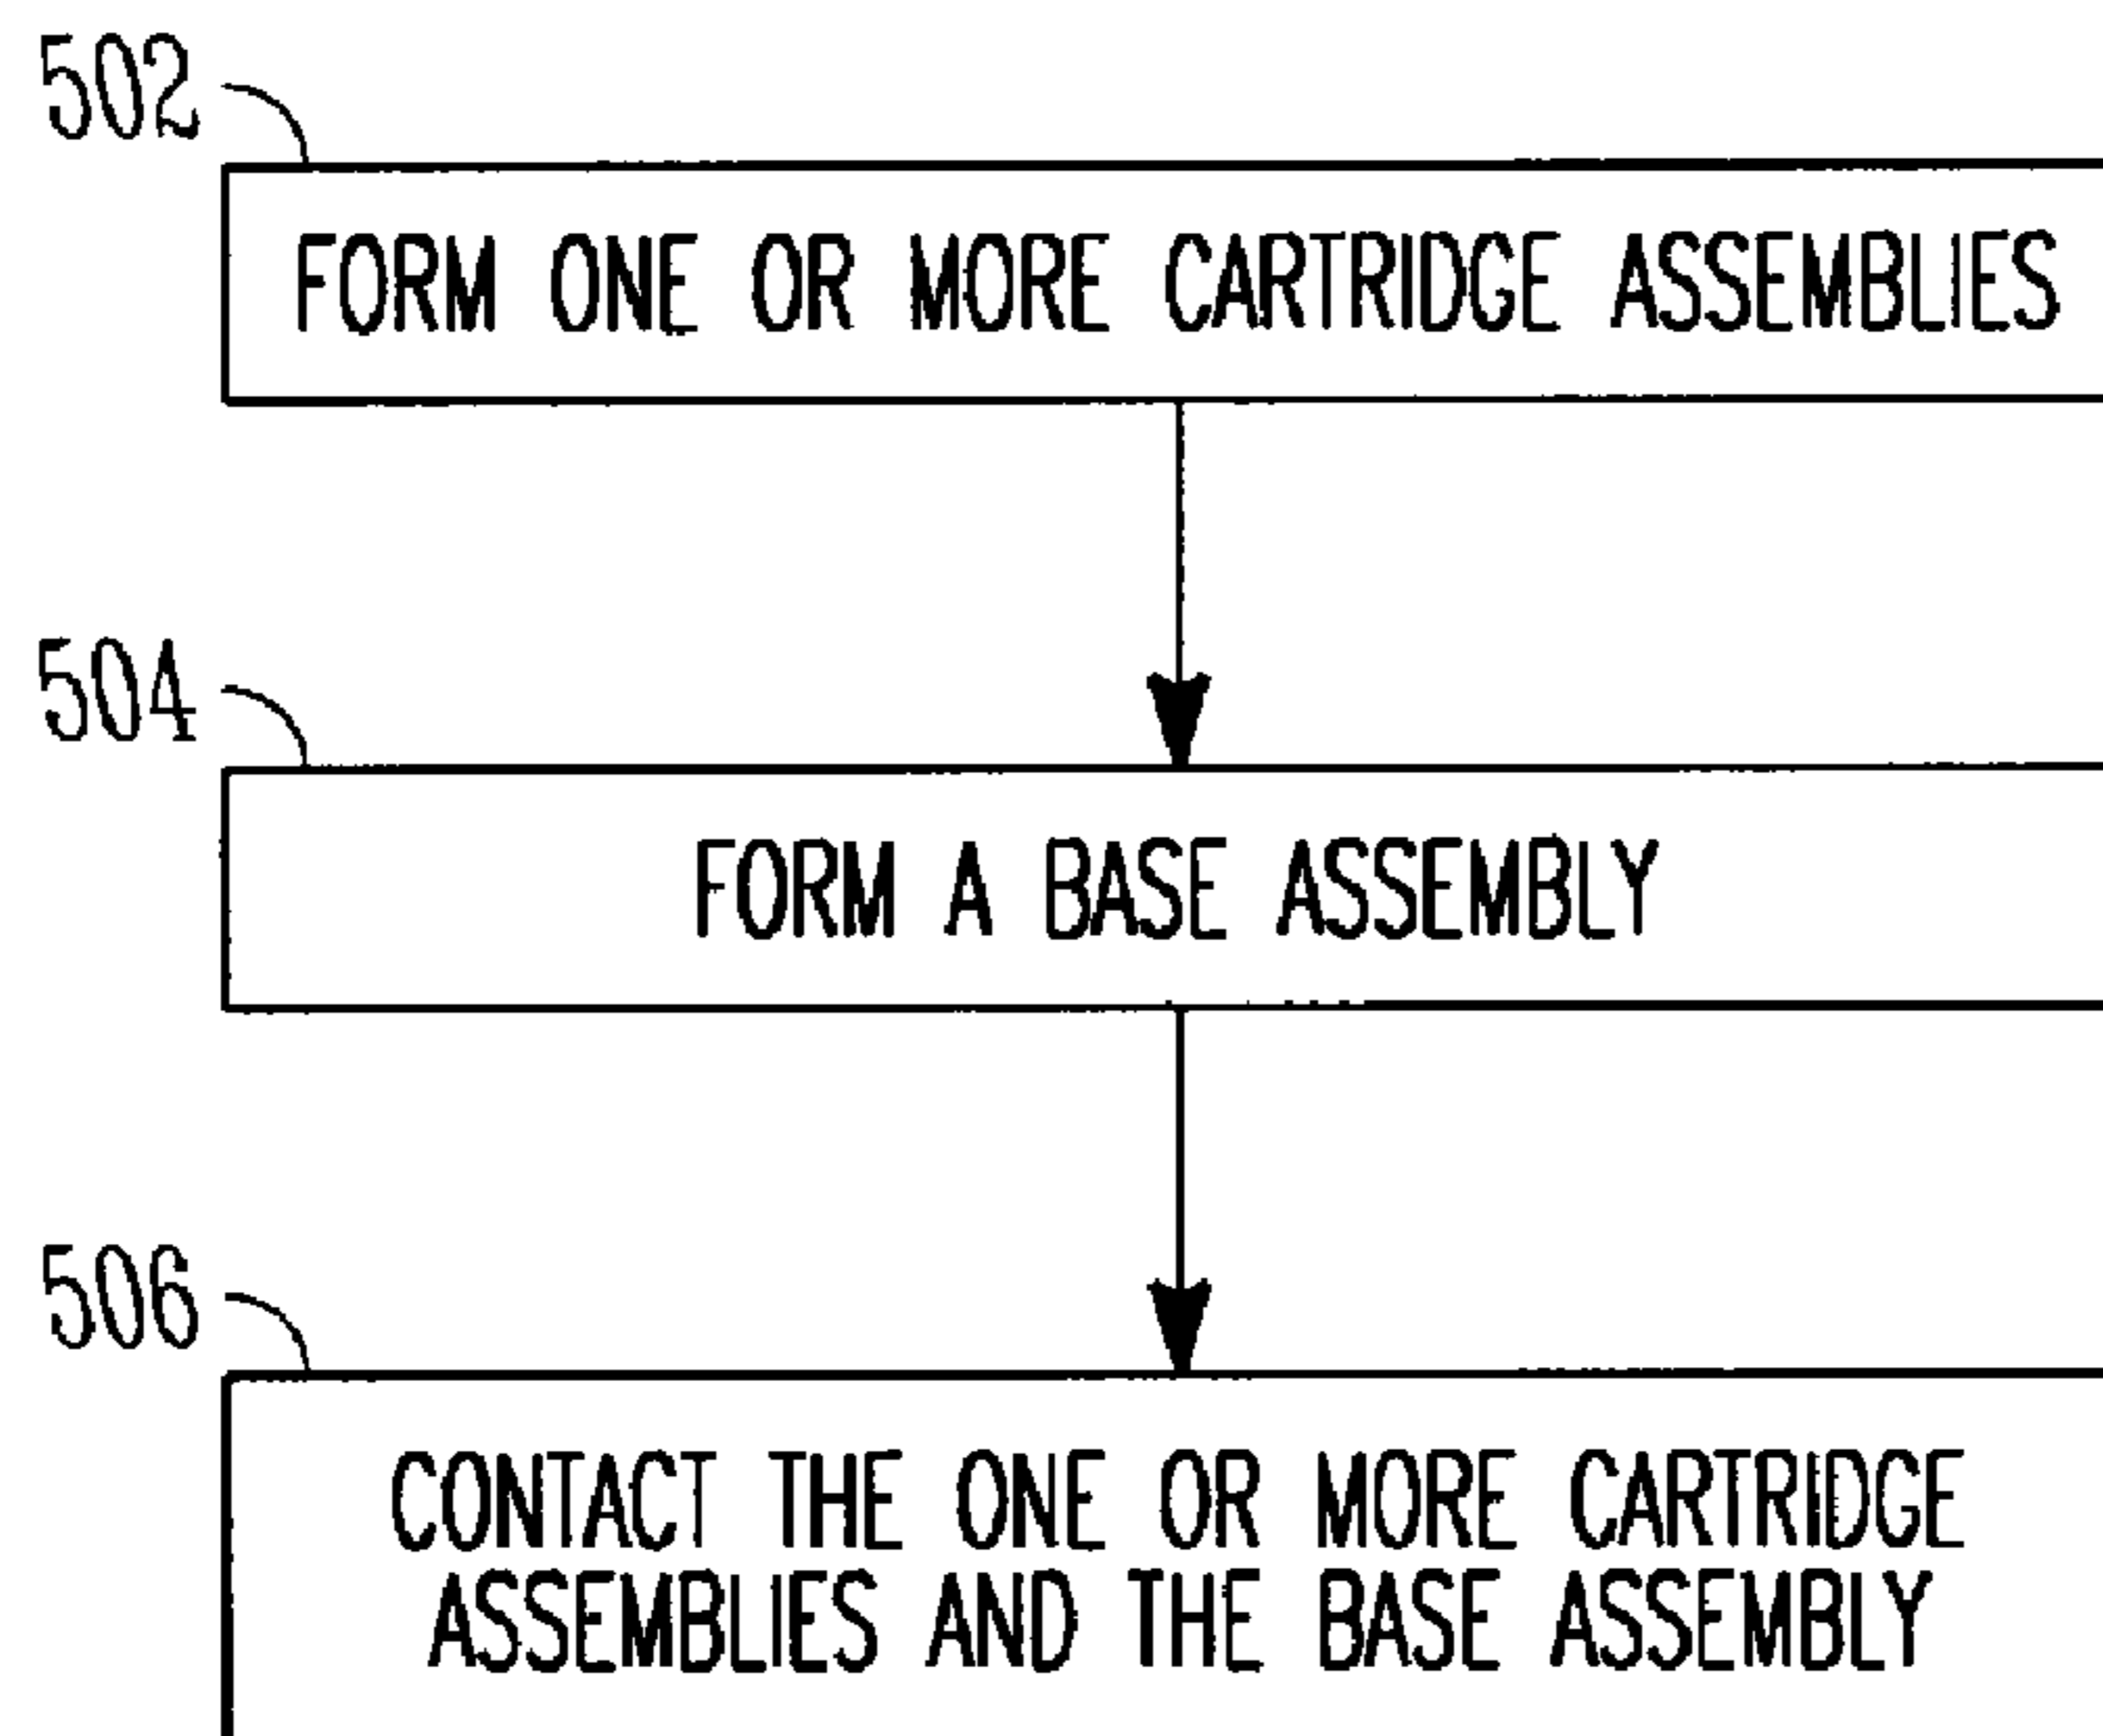 502
FORM ONE OR MORE CARTRIDGE ASSEMBLIES
504
FORM A BASE ASSEMBLY
506
CONTACT THE ONE OR MORE CARTRIDGE
ASSEMBLIES AND THE BASE ASSEMBLY